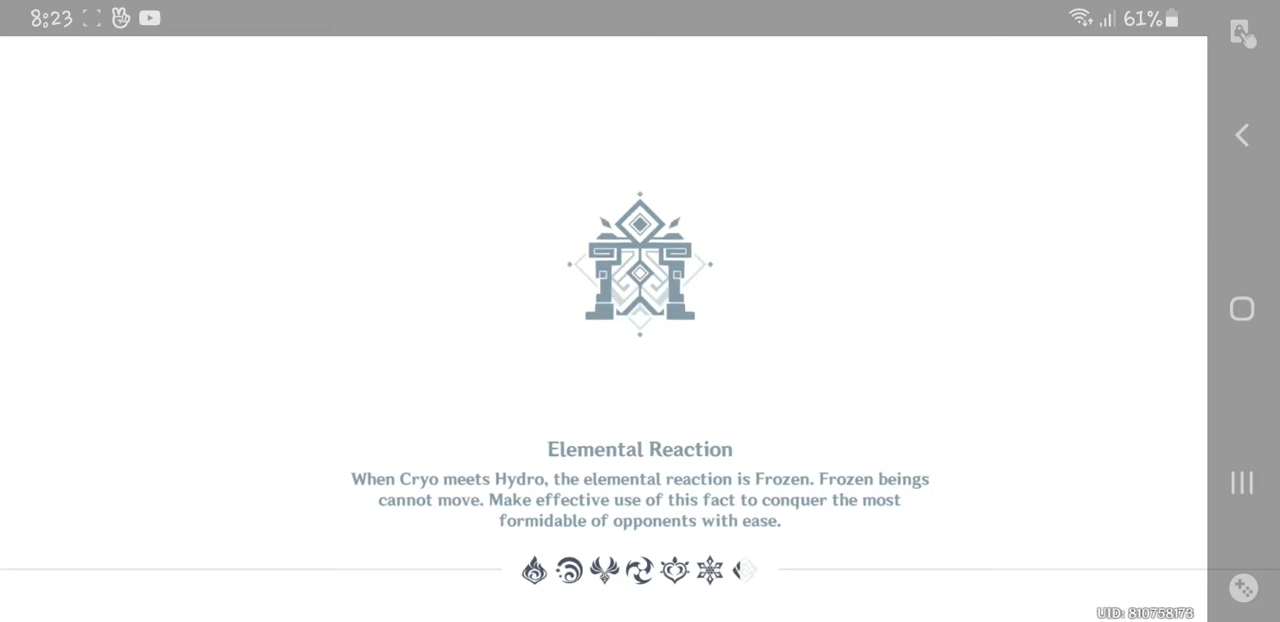 8:23
61%
Elemental Reaction
When Cryo meets Hydro, the elemental reaction is Frozen. Frozen beings
cannot move. Make effective use of this fact to conquer the most
formidable of opponents with ease.
UID: 810758173